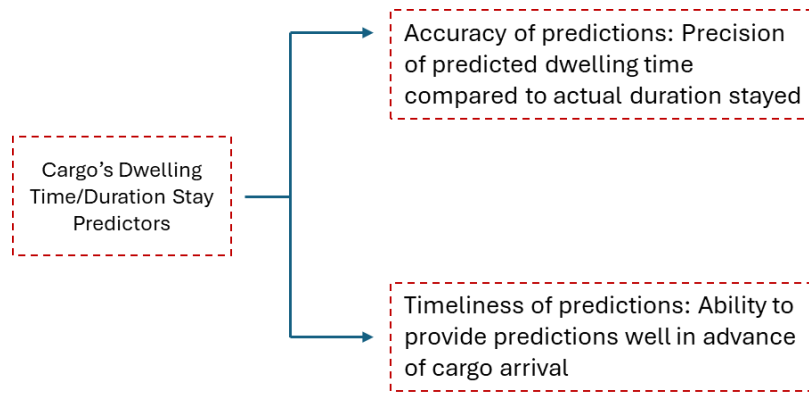 Accuracy of predictions: Precision
of predicted dwelling time
compared to actual duration stayed
Cargo’s Dwelling
Time/Duration Stay
Predictors
Timeliness of predictions: Ability to
provide predictions well in advance
of cargo arrival